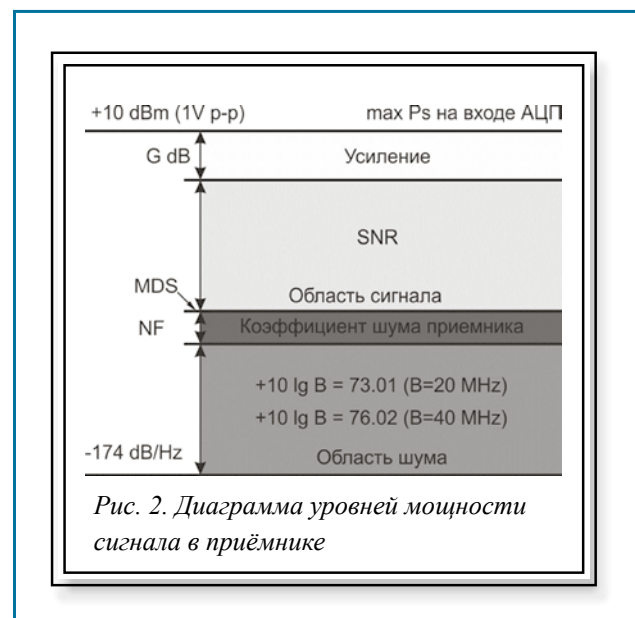 +10 dBm (1V p-p) max Ps на входе АЦП
G dB Усиление
SNR
MDS
Область сигнала
NF Коэффициент шума приемника
+10 lg B = 73.01 (B=20 MHz)
+10 lg B = 76.02 (B=40 MHz)
-174 dB/Hz Область шума
Рис. 2. Диаграмма уровней мощности
сигнала в приёмнике